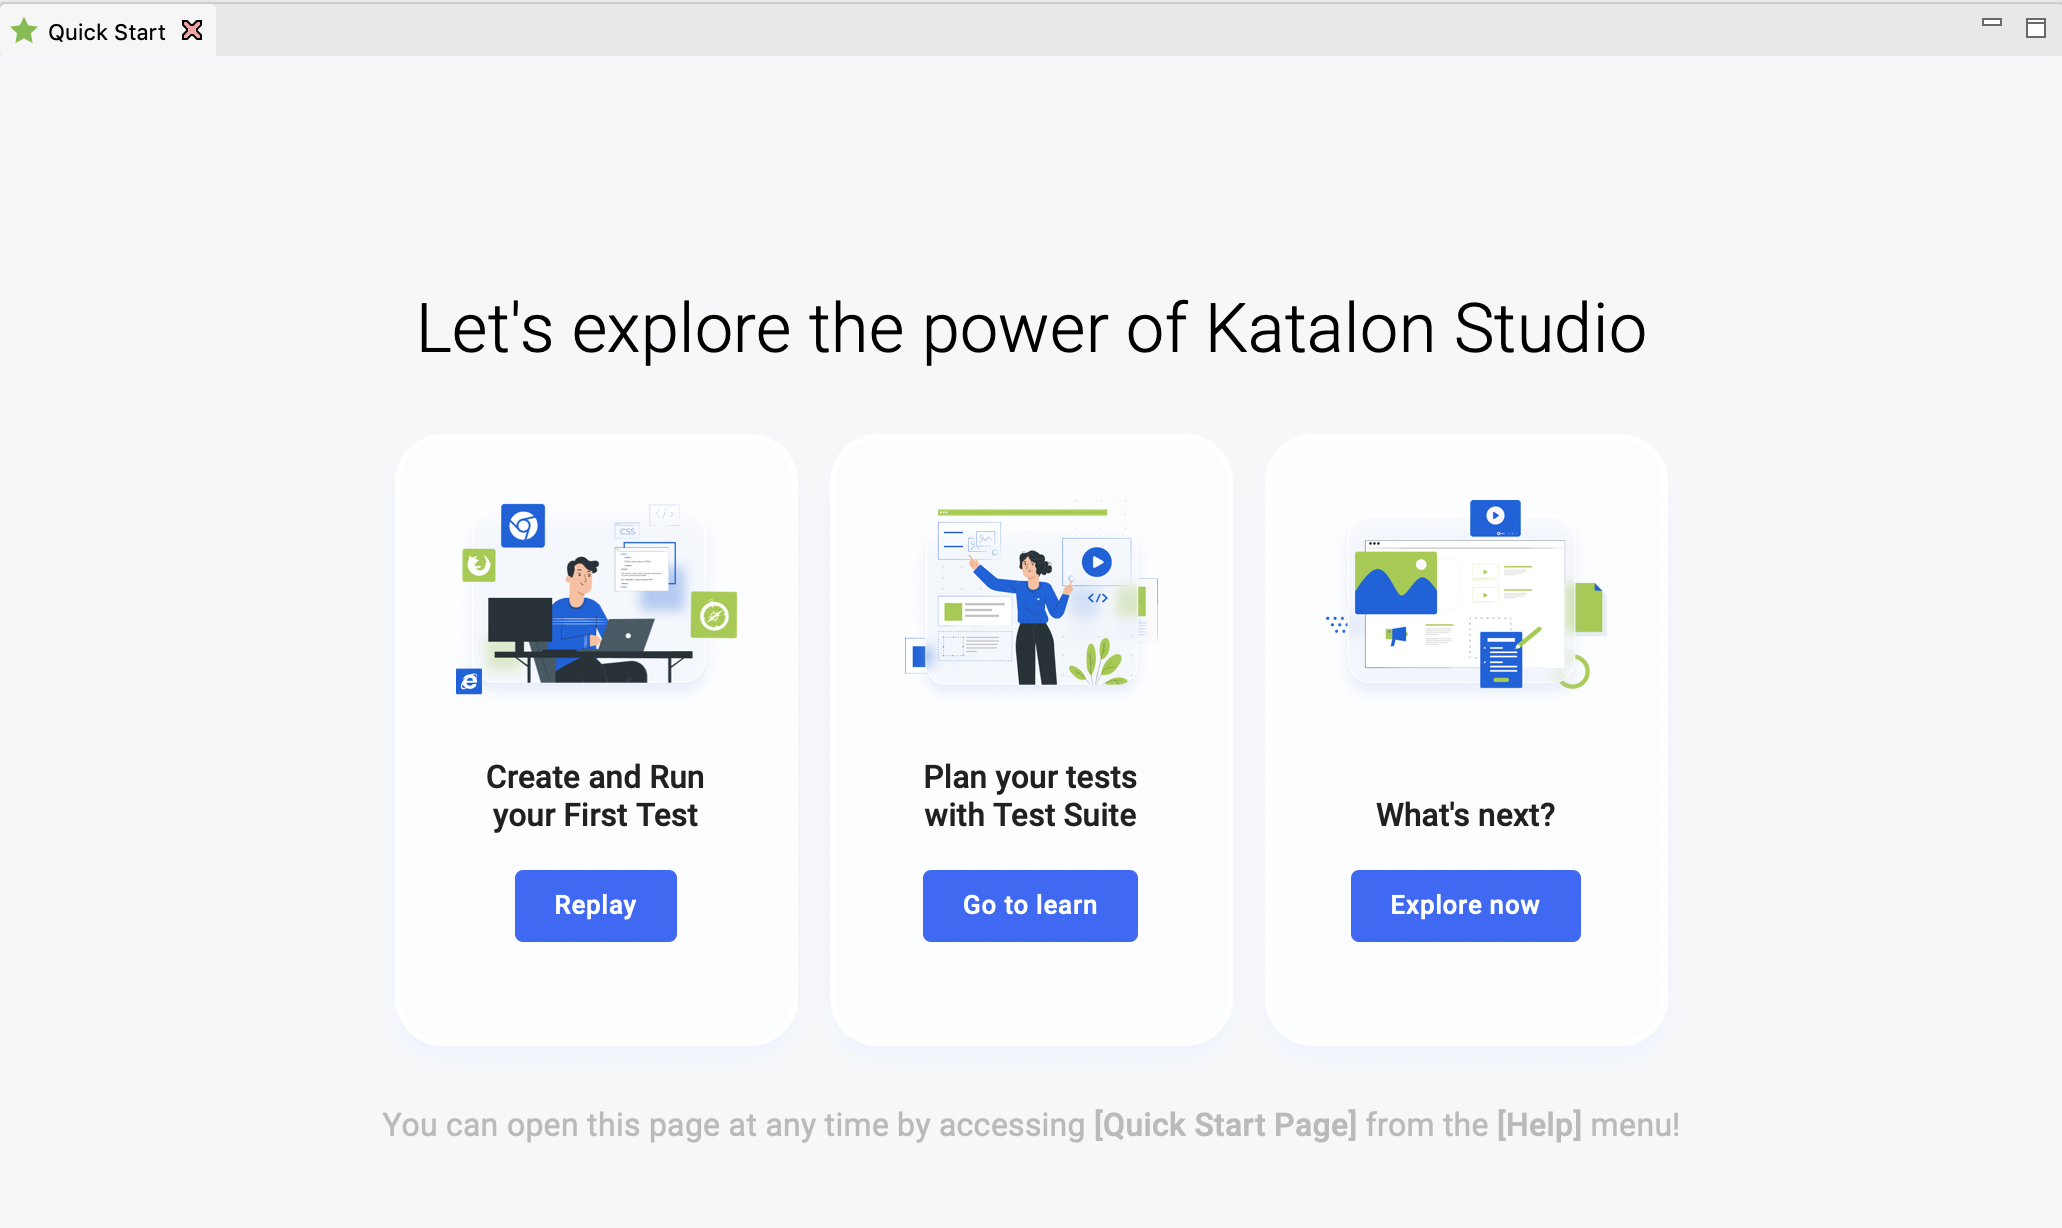 Quick Start
Let's explore the power of Katalon Studio
</>
CSS
</>
Create and Run
your First Test
Replay
Plan your tests
with Test Suite
Go to learn
What's next?
Explore now
You can open this page at any time by accessing [Quick Start Page] from the [Help] menu!